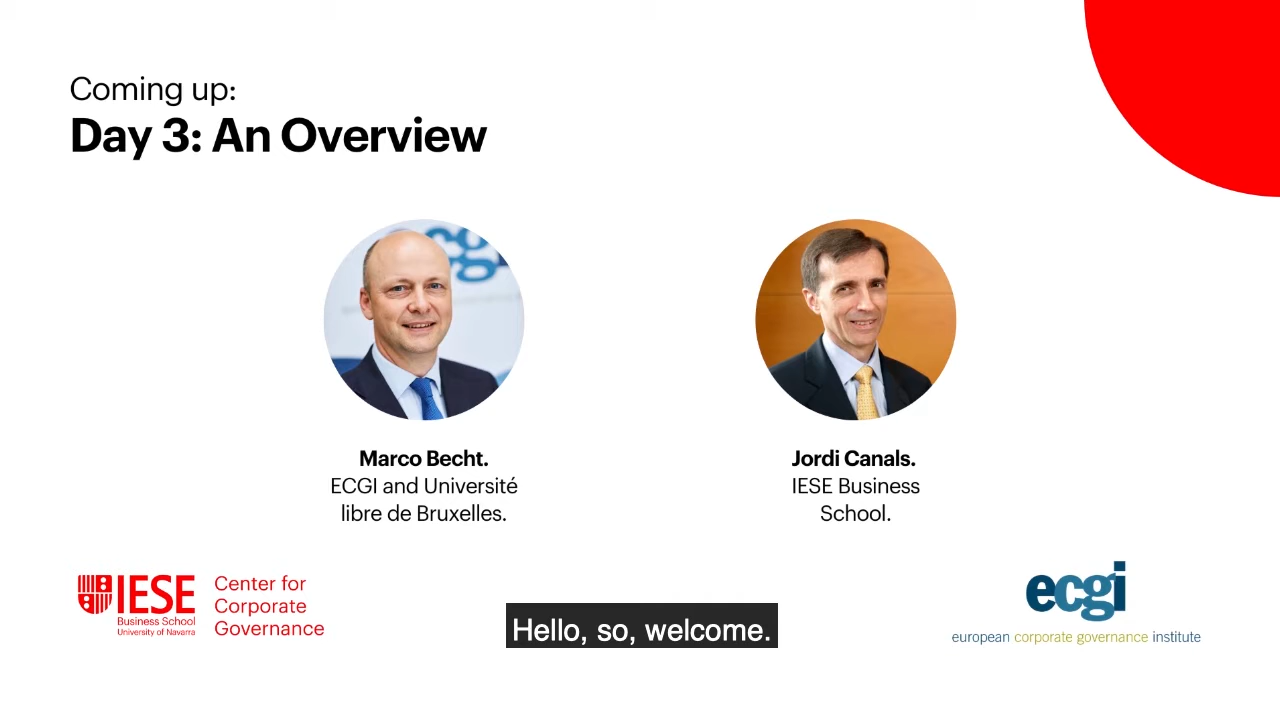 Coming up:
Day 3: An Overview
Marco Becht.
ECGI and Université
libre de Bruxelles.
Jordi Canals.
IESE Business
School.
IESE
Business School
University of Navarra
Center for
Corporate
Governance
Hello, so, welcome.
ecgi
european corporate governance institute